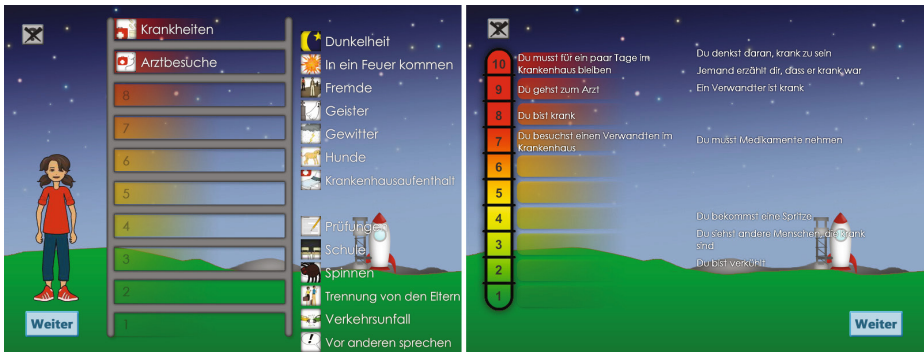 Krankheiten
Arztbesuche
8
7
6
5
4
3
2
1
Dunkelheit
In ein Feuer kommen
Fremde
Geister
Gewitter
Hunde
Krankenhausaufenthalt
Prüfungen
Schule
Spinnen
Trennung von den Eltern
Verkehrsunfall
Vor anderen sprechen
Weiter
10
Du musst für ein paar Tage im
Krankenhaus bleiben
9
Du gehst zum Arzt
8
Du bist krank
7
Du besuchst einen Verwandten im
Krankenhaus
6
5
4
3
2
1
Du denkst daran, krank zu sein
Jemand erzählt dir, dass er krank war
Ein Verwandter ist krank
Du musst Medikamente nehmen
Du bekommst eine Spritze
Du siehst andere Menschen, die krank
sind
Du bist verkühlt
Weiter